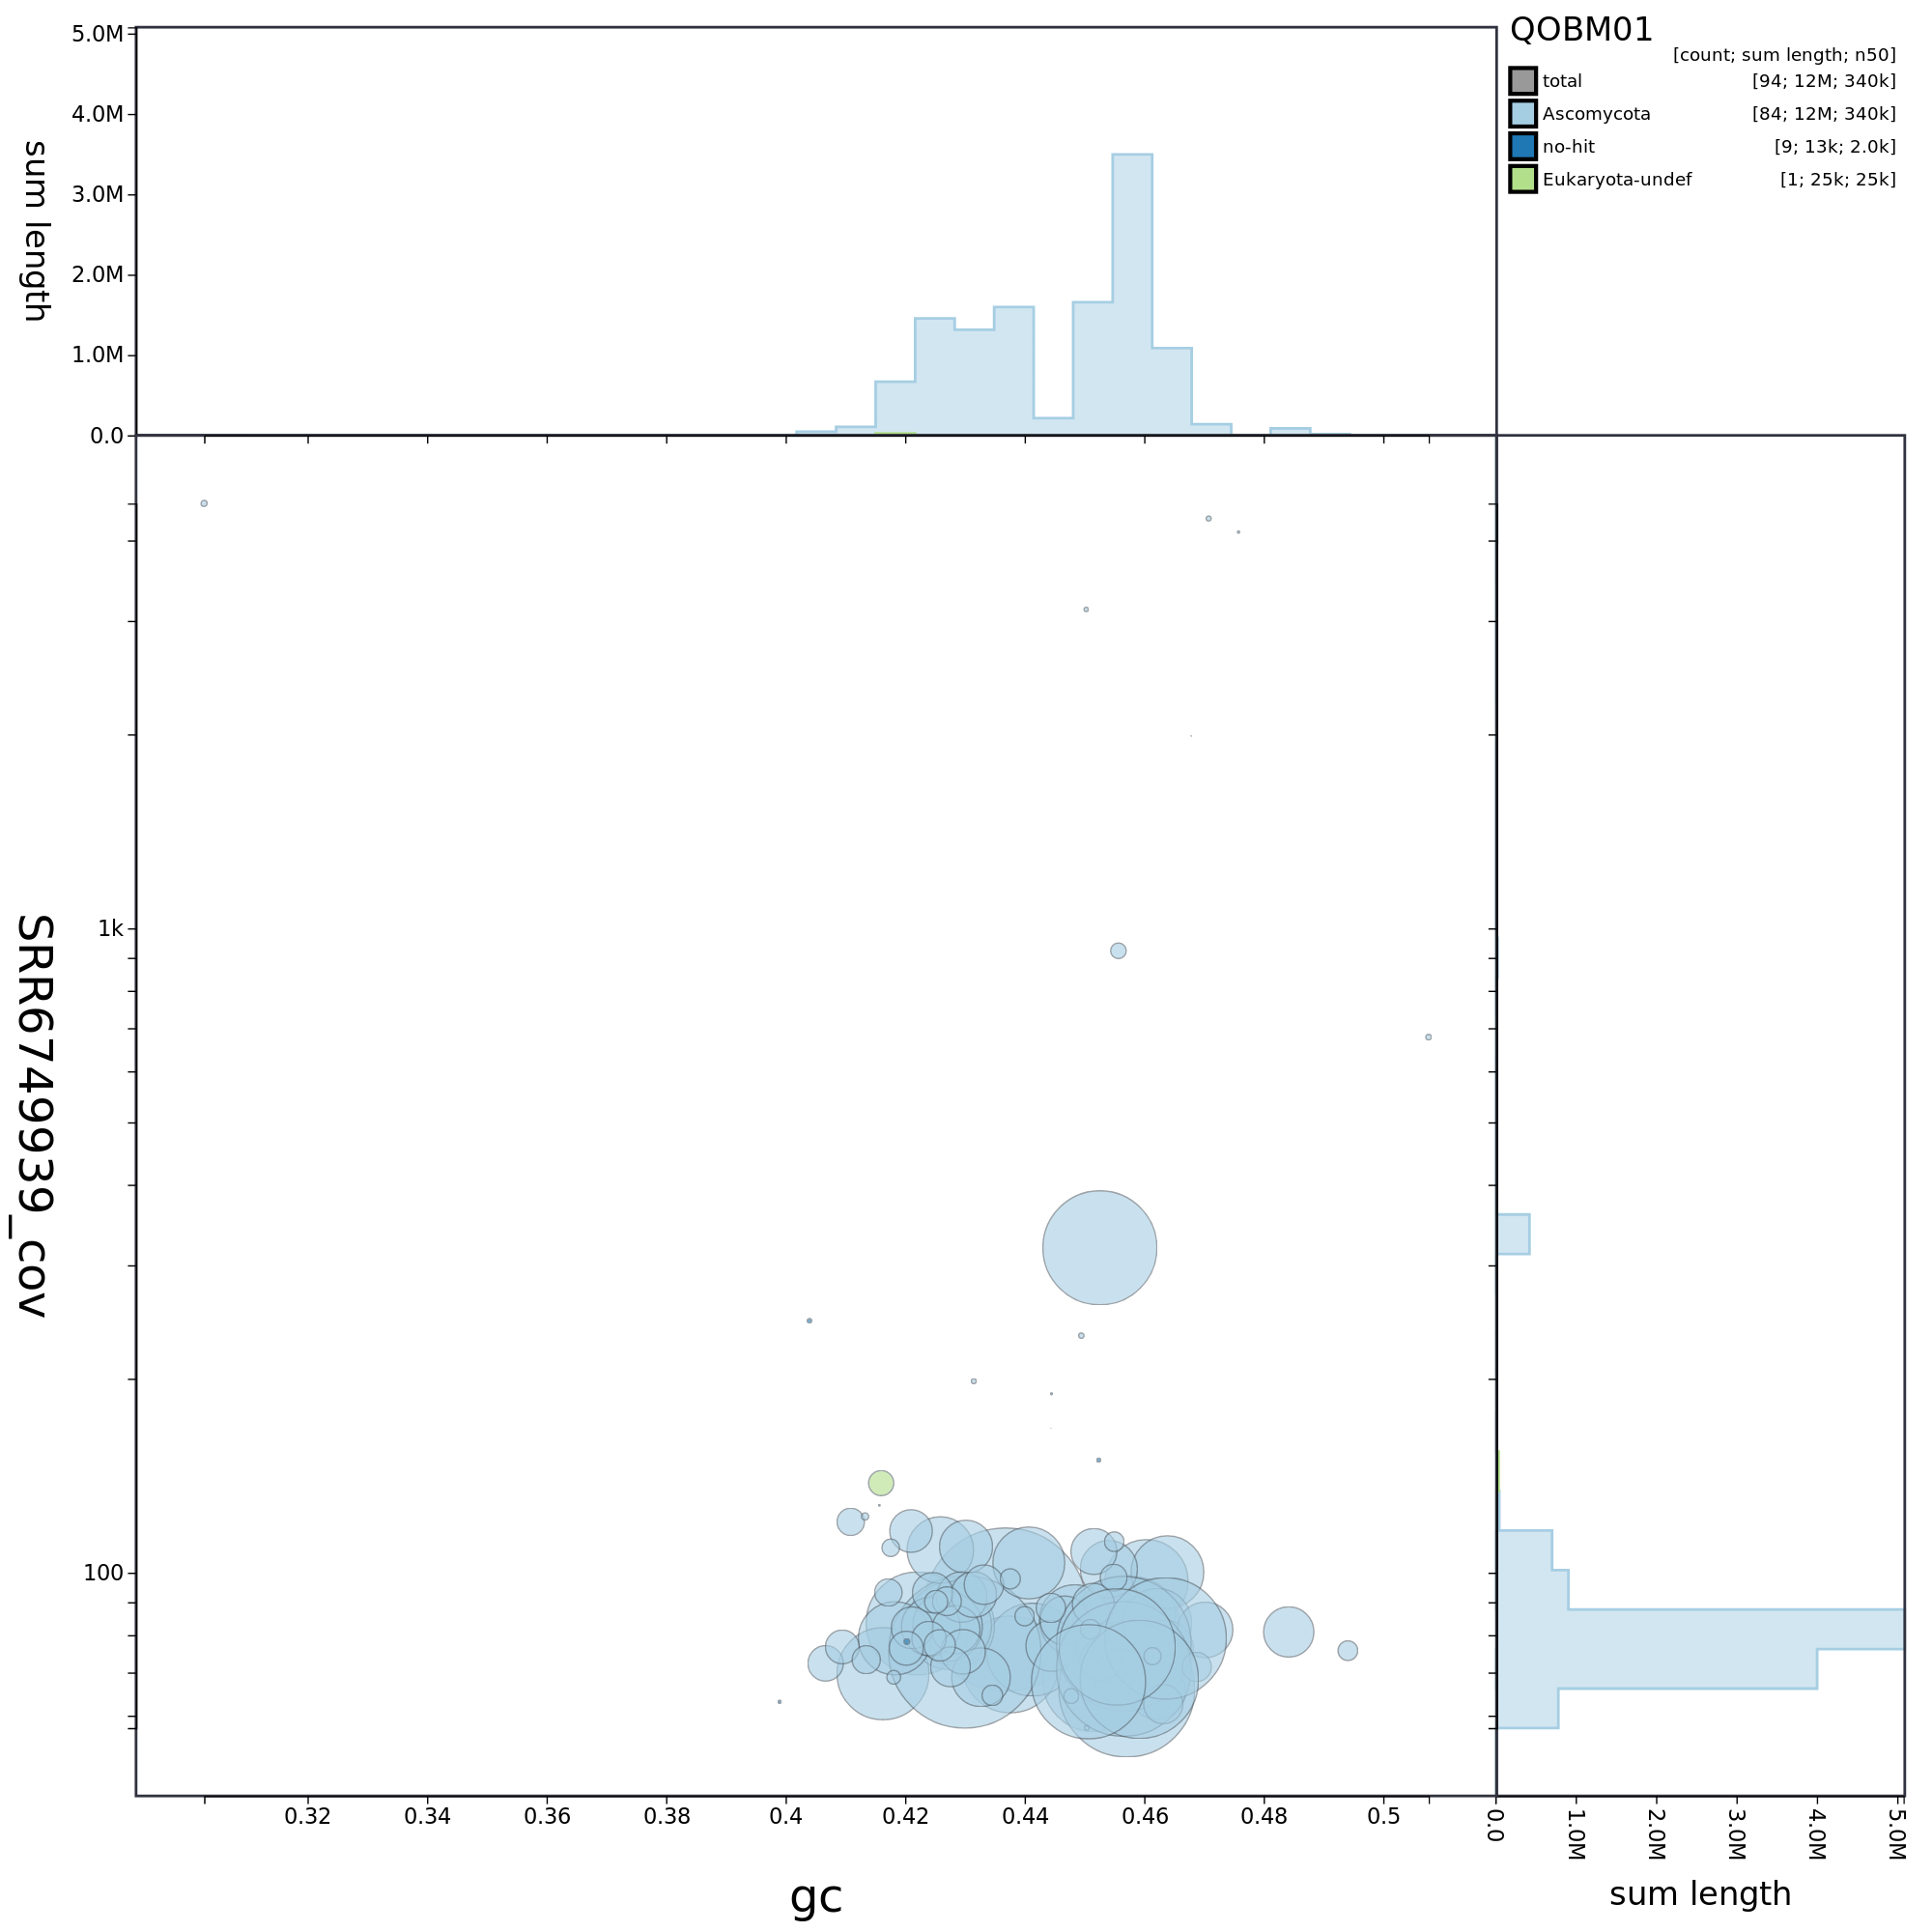 QOBM01
[count; sum length; n50]
total [94; 12M; 340k]
Ascomycota [84; 12M; 340k]
no-hit [9; 13k; 2.0k]
Eukaryota-undef [1; 25k; 25k]
5.0M
4.0M
3.0M
2.0M
1.0M
0.0
sum length
1k
100
SRR6749939_cov
0.32 0.34 0.36 0.38 0.4 0.42 0.44 0.46 0.48 0.5
gc
0.0 1.0M 2.0M 3.0M 4.0M 5.0M
sum length